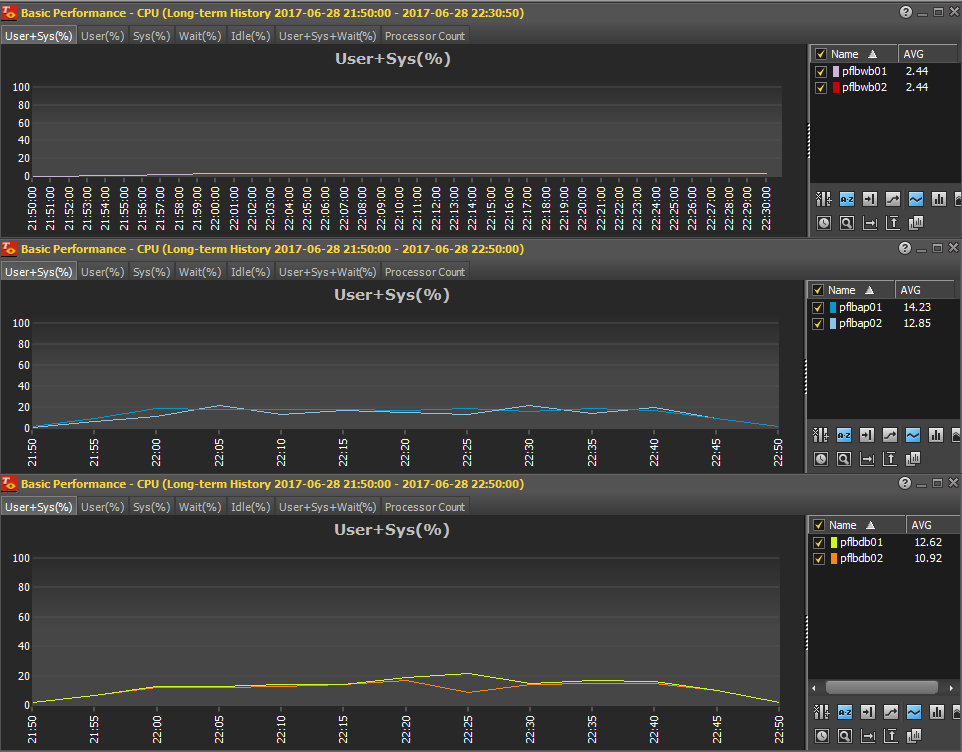 Basic Performance - CPU (Long-term History 2017-06-28 21:50:00 - 2017-06-28 22:30:50)
User+Sys(%) User(%) Sys(%) Wait(%) Idle(%) User+Sys+Wait(%) Processor Count
User+Sys(%)
Name AVG
pflbwb01 2.44
pflbwb02 2.44
100
80
60
40
20
0
21:50:00 21:51:00 21:52:00 21:53:00 21:54:00 21:55:00 21:56:00 21:57:00 21:58:00 21:59:00 22:00:00 22:01:00 22:02:00 22:03:00 22:04:00 22:05:00 22:06:00 22:07:00 22:08:00 22:09:00 22:10:00 22:11:00 22:12:00 22:13:00 22:14:00 22:15:00 22:16:00 22:17:00 22:18:00 22:19:00 22:20:00 22:21:00 22:22:00 22:23:00 22:24:00 22:25:00 22:26:00 22:27:00 22:28:00 22:29:00 22:30:00
A-Z
Basic Performance - CPU (Long-term History 2017-06-28 21:50:00 - 2017-06-28 22:50:00)
User+Sys(%) User(%) Sys(%) Wait(%) Idle(%) User+Sys+Wait(%) Processor Count
User+Sys(%)
Name AVG
pflbap01 14.23
pflbap02 12.85
100
80
60
40
20
0
21:50 21:55 22:00 22:05 22:10 22:15 22:20 22:25 22:30 22:35 22:40 22:45 22:50
A-Z
Basic Performance - CPU (Long-term History 2017-06-28 21:50:00 - 2017-06-28 22:50:00)
User+Sys(%) User(%) Sys(%) Wait(%) Idle(%) User+Sys+Wait(%) Processor Count
User+Sys(%)
Name AVG
pflbdb01 12.62
pflbdb02 10.92
100
80
60
40
20
0
21:50 21:55 22:00 22:05 22:10 22:15 22:20 22:25 22:30 22:35 22:40 22:45 22:50
A-Z